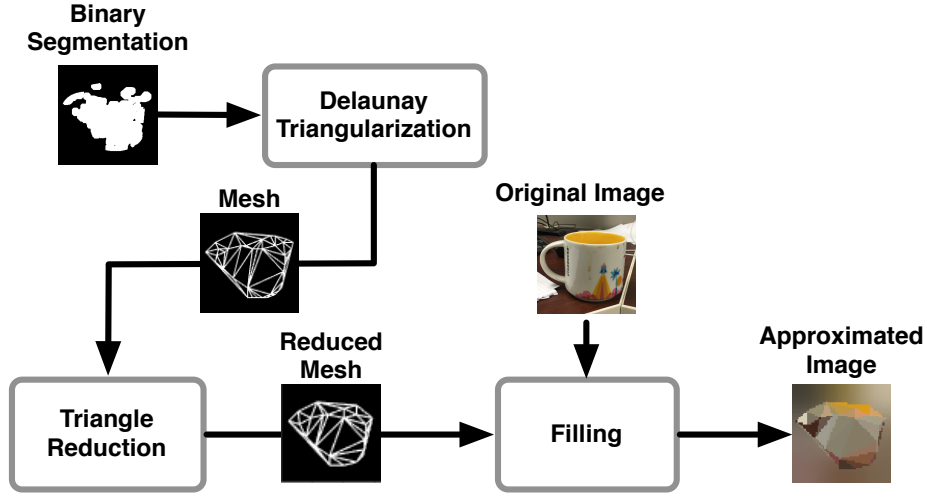 Binary
Segmentation
Delaunay
Triangularization
Mesh
Original Image
Reduced
Mesh
Approximated
Image
Triangle
Reduction
Filling